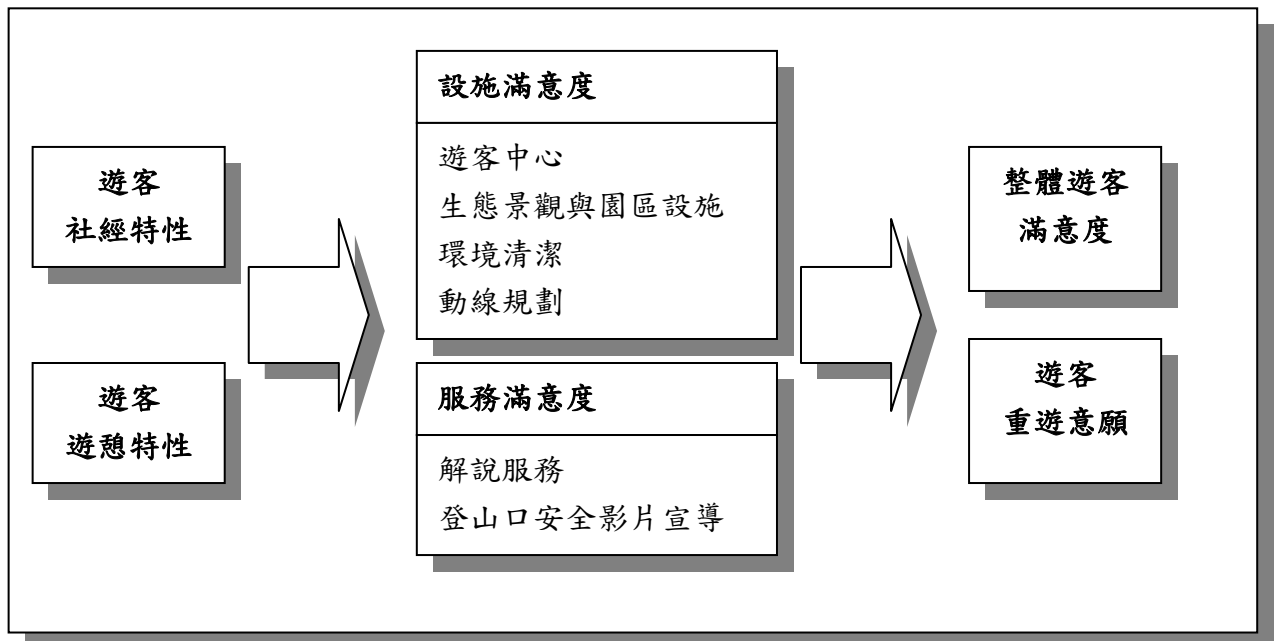 遊客
社經特性
遊客
遊憩特性
設施滿意度
遊客中心
生態景觀與園區設施
環境清潔
動線規劃
服務滿意度
解說服務
登山口安全影片宣導
整體遊客
滿意度
遊客
重遊意願